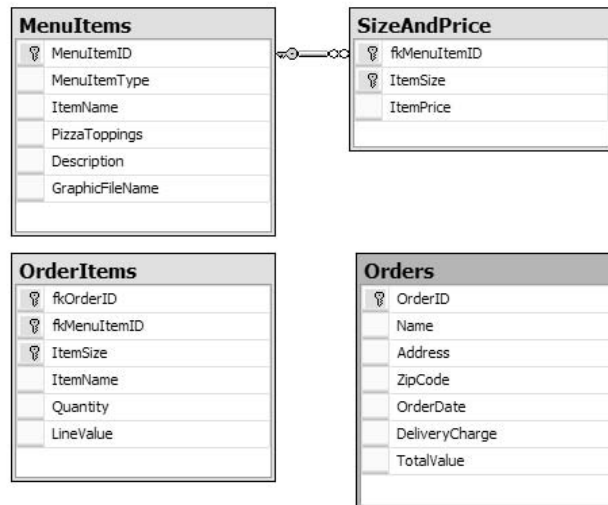 MenuItems
MenuItemID
MenuItemType
ItemName
PizzaToppings
Description
GraphicFileName
SizeAndPrice
fkMenuItemID
ItemSize
ItemPrice
OrderItems
fkOrderID
fkMenuItemID
ItemSize
ItemName
Quantity
LineValue
Orders
OrderID
Name
Address
ZipCode
OrderDate
DeliveryCharge
TotalValue